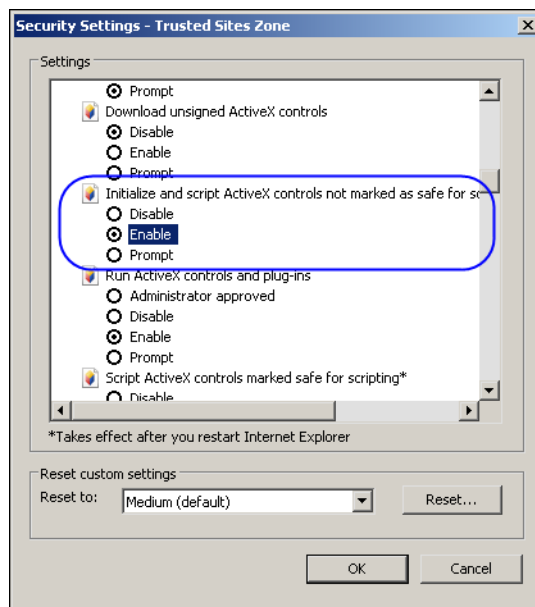 Security Settings - Trusted Sites Zone
Settings
Prompt
Download unsigned ActiveX controls
Disable
Enable
Prompt
Initialize and script ActiveX controls not marked as safe for
Disable
Enable
Prompt
Run ActiveX controls and plug-ins
Administrator approved
Disable
Enable
Prompt
Script ActiveX controls marked safe for scripting*
Disable
*Takes effect after you restart Internet Explorer
Reset custom settings
Reset to: Medium (default) Reset...
OK Cancel